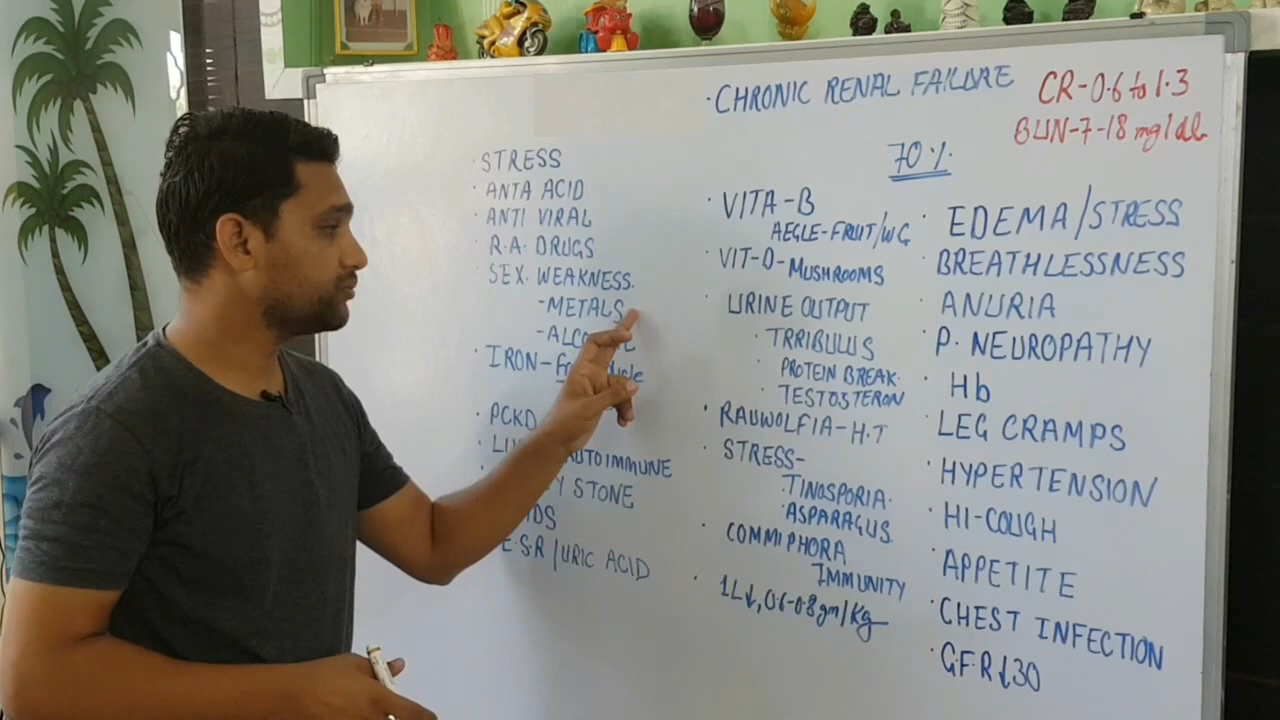 · CHRONIC RENAL FAILURE
CR-0.6 to 1.3
BUN-7-18 mg/dL
70%
· STRESS
· ANTA ACID
· ANTI VIRAL
· R.A. DRUGS
· SEX. WEAKNESS.
-METALS
· IRON-
· PCKD
AUTOIMMUNE
STONE
E.S.R/URIC ACID
· VITA-B
AEGLE-FRUIT/WG
· VIT-D-MUSHROOMS
· URINE OUTPUT
· TRRIBULUS
· PROTEIN BREAK.
· TESTOSTERON
· RAUWOLFIA-H.T
· STRESS-
· TINOSPORIA.
· ASPARAGUS
· COMMIPHORA
IMMUNITY
· 1L↓, 0.6-0.8gm/Kg
· EDEMA/STRESS
· BREATHLESSNESS
· ANURIA
· P. NEUROPATHY
· Hb
· LEG CRAMPS
· HYPERTENSION
· HI-COUGH
· APPETITE
· CHEST INFECTION
· G.F.R↓30